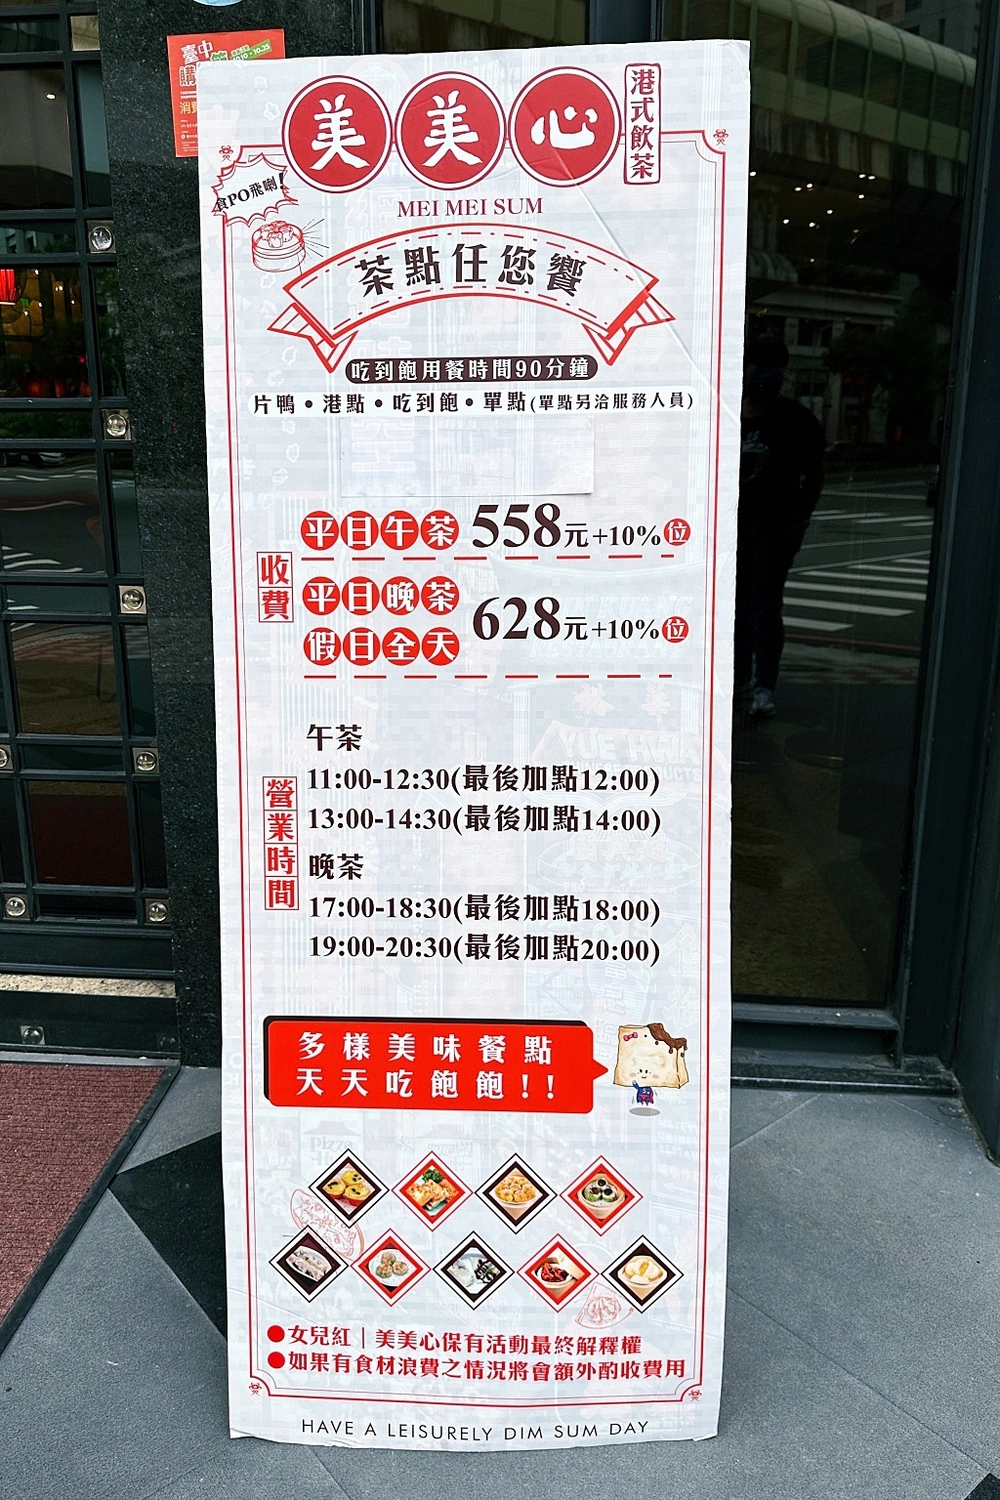 臺中
購
10.25
美美心
港式飲茶
食PO飛喇！
MEI MEI SUM
茶點任您饗
吃到飽用餐時間90分鐘
片鴨•港點•吃到飽•單點(單點另洽服務人員)
收費
平日午茶 558元+10%位
平日晚茶
假日全天
628元+10%位
營業時間
午茶
11:00-12:30(最後加點12:00)
13:00-14:30(最後加點14:00)
晚茶
17:00-18:30(最後加點18:00)
19:00-20:30(最後加點20:00)
多樣美味餐點
天天吃飽飽!!
●女兒紅｜美美心保有活動最終解釋權
●如果有食材浪費之情況將會額外酌收費用
HAVE A LEISURELY DIM SUM DAY